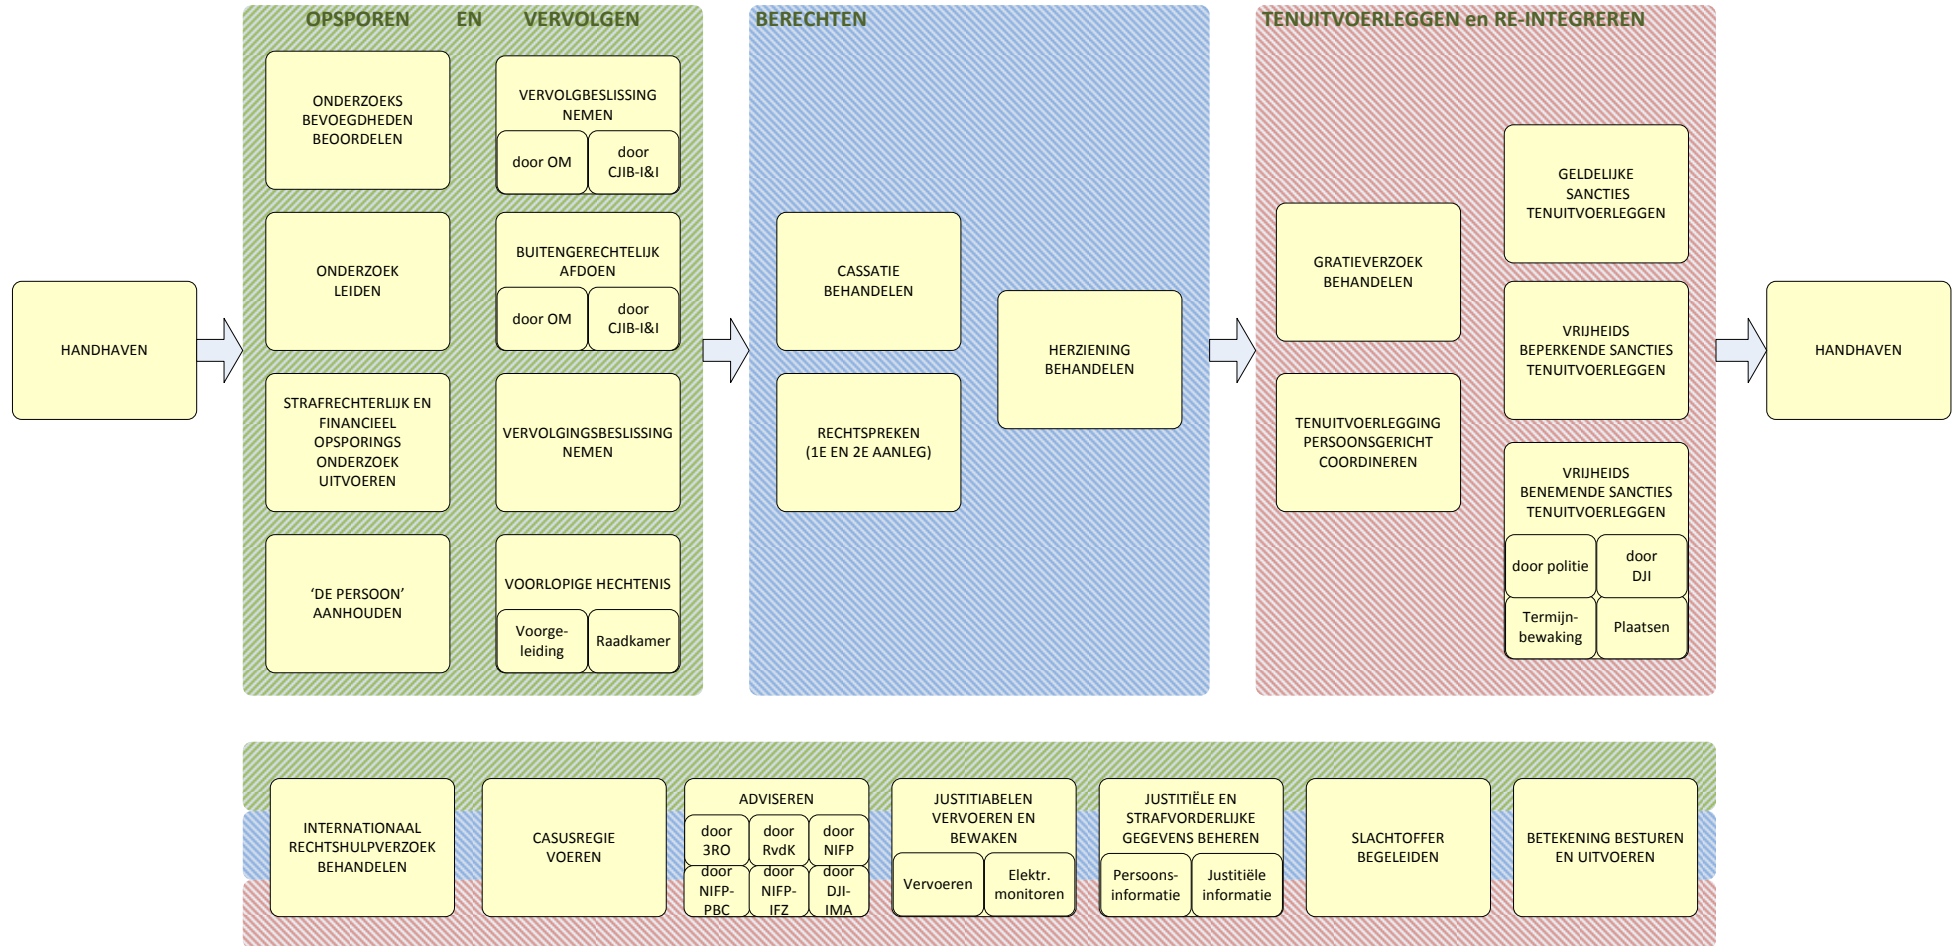 OPSPOREN EN VERVOLGEN
BERECHTEN
TENUITVOERLEGGEN en RE-INTEGREREN
HANDHAVEN
ONDERZOEKS
BEVOEGDHEDEN
BEOORDELEN
ONDERZOEK
LEIDEN
STRAFRECHTERLIJK EN
FINANCIEEL
OPSPORINGS
ONDERZOEK
UITVOEREN
‘DE PERSOON’
AANHOUDEN
VERVOLGBESLISSING
NEMEN
door OM
door
CJIB-I&I
BUITENGERECHTELIJK
AFDOEN
door OM
door
CJIB-I&I
VERVOLGINGSBESLISSING
NEMEN
VOORLOPIGE HECHTENIS
Voorge-
leiding
Raadkamer
CASSATIE
BEHANDELEN
RECHTSPREKEN
(1E EN 2E AANLEG)
HERZIENING
BEHANDELEN
GRATIEVERZOEK
BEHANDELEN
TENUITVOERLEGGING
PERSOONSGERICHT
COORDINEREN
GELDELIJKE
SANCTIES
TENUITVOERLEGGEN
VRIJHEIDS
BEPERKENDE SANCTIES
TENUITVOERLEGGEN
VRIJHEIDS
BENEMENDE SANCTIES
TENUITVOERLEGGEN
door politie
door
DJI
Termijn-
bewaking
Plaatsen
HANDHAVEN
INTERNATIONAAL
RECHTSHULPVERZOEK
BEHANDELEN
CASUSREGIE
VOEREN
ADVISEREN
door
3RO
door
RvdK
door
NIFP
door
NIFP-
PBC
door
NIFP-
IFZ
door
DJI-
IMA
JUSTITIABELEN
VERVOEREN EN
BEWAKEN
Vervoeren
Elektr.
monitoren
JUSTITIËLE EN
STRAFVORDERLIJKE
GEGEVENS BEHEREN
Persoons-
informatie
Justitiële
informatie
SLACHTOFFER
BEGELEIDEN
BETEKENING BESTUREN
EN UITVOEREN